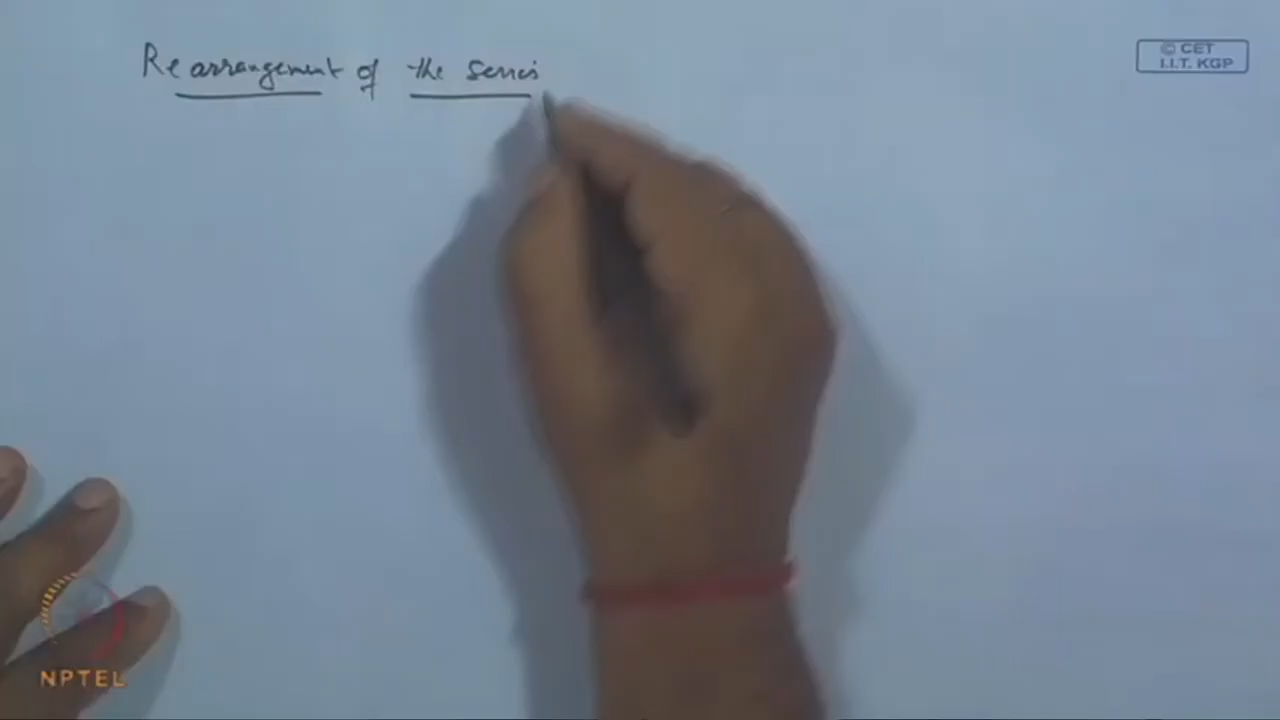 Rearrangement of the series
© CET
I.I.T. KGP
NPTEL